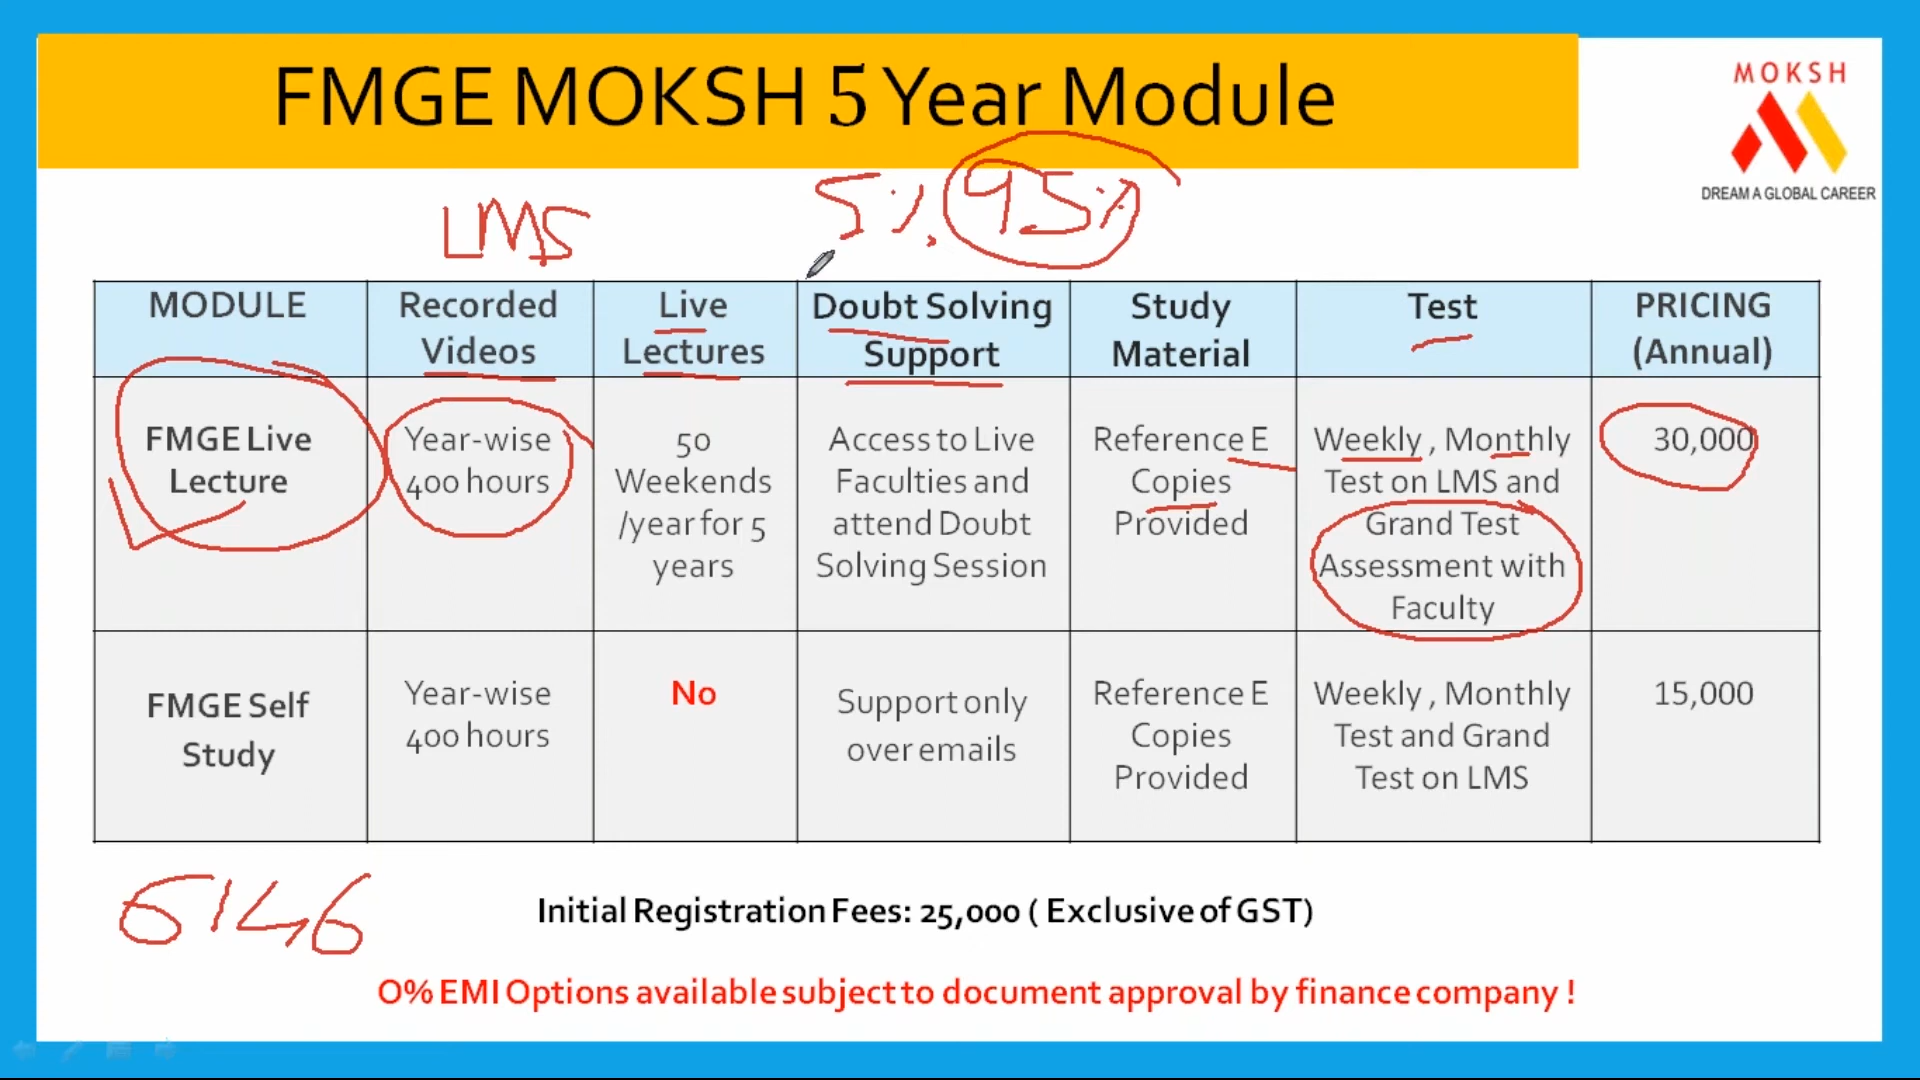 FMGE MOKSH 5 Year Module
MOKSH
DREAM A GLOBAL CAREER
LMS
5%. 95%
MODULE
Recorded
Videos
Live
Lectures
Doubt Solving
Support
Study
Material
Test
PRICING
(Annual)
FMGE Live
Lecture
Year-wise
400 hours
50
Weekends
/year for 5
years
Access to Live
Faculties and
attend Doubt
Solving Session
Reference E
Copies
Provided
Weekly , Monthly
Test on LMS and
Grand Test
Assessment with
Faculty
30,000
FMGE Self
Study
Year-wise
400 hours
No
Support only
over emails
Reference E
Copies
Provided
Weekly , Monthly
Test and Grand
Test on LMS
15,000
Initial Registration Fees: 25,000 ( Exclusive of GST)
0% EMI Options available subject to document approval by finance company !